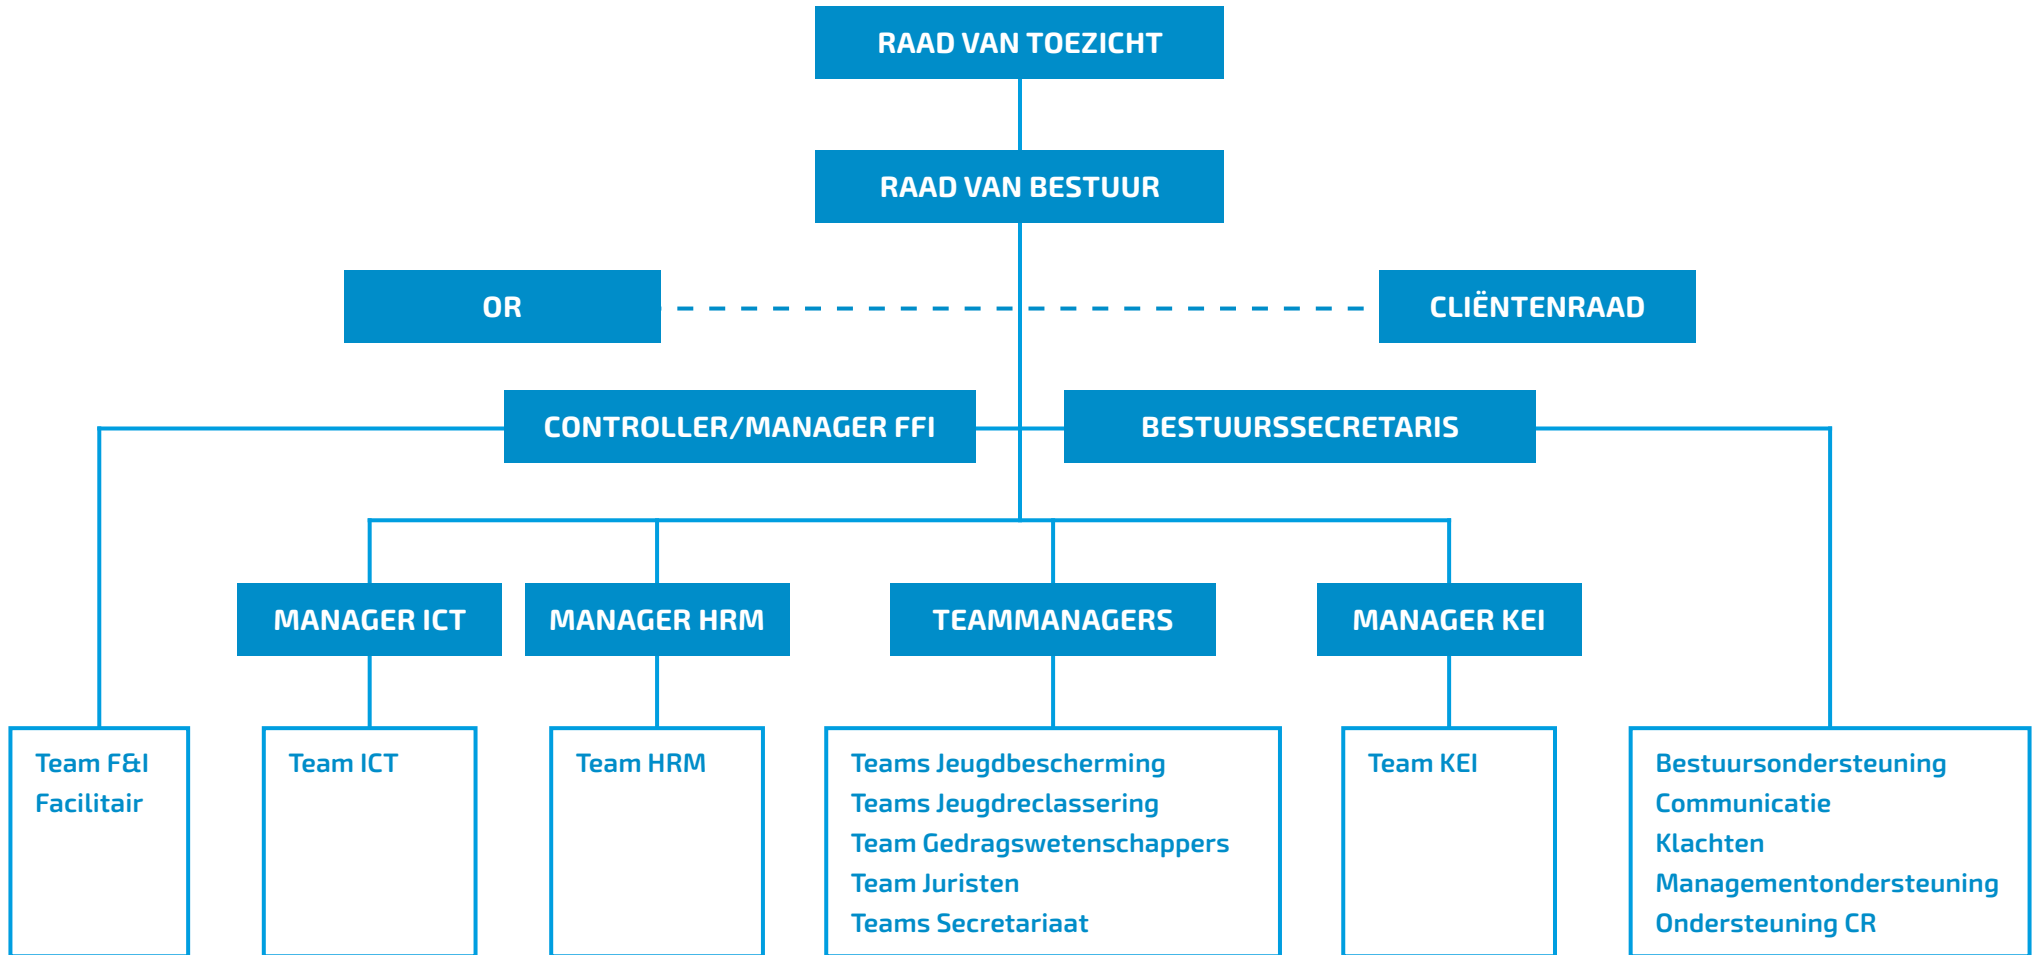 RAAD VAN TOEZICHT
RAAD VAN BESTUUR
OR
CLIËNTENRAAD
CONTROLLER/MANAGER FFI
BESTUURSSECRETARIS
MANAGER ICT
MANAGER HRM
TEAMMANAGERS
MANAGER KEI
Team F&I
Facilitair
Team ICT
Team HRM
Teams Jeugdbescherming
Teams Jeugdreclassering
Team Gedragswetenschappers
Team Juristen
Teams Secretariaat
Team KEI
Bestuursondersteuning
Communicatie
Klachten
Managementondersteuning
Ondersteuning CR